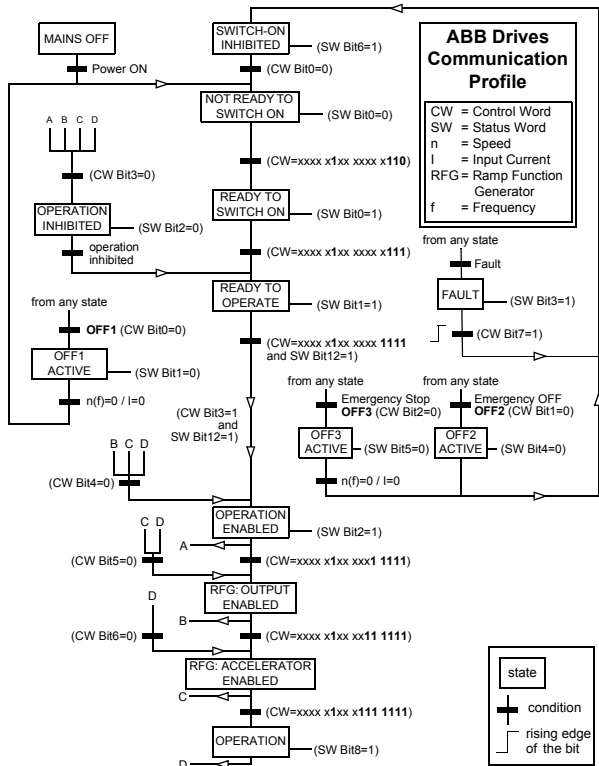 MAINS OFF
Power ON
SWITCH-ON
INHIBITED
(SW Bit6=1)
(CW Bit0=0)
NOT READY TO
SWITCH ON
(SW Bit0=0)
A B C D
(CW Bit3=0)
OPERATION
INHIBITED
(SW Bit2=0)
operation
inhibited
(CW=xxxx x1xx xxxx x110)
READY TO
SWITCH ON
(SW Bit0=1)
(CW=xxxx x1xx xxxx x111)
READY TO
OPERATE
(SW Bit1=1)
(CW=xxxx x1xx xxxx 1111
and SW Bit12=1)
ABB Drives
Communication
Profile
CW = Control Word
SW = Status Word
n = Speed
I = Input Current
RFG = Ramp Function
Generator
f = Frequency
from any state
Fault
FAULT
(SW Bit3=1)
(CW Bit7=1)
from any state
OFF1 (CW Bit0=0)
OFF1
ACTIVE
(SW Bit1=0)
n(f)=0 / I=0
(CW Bit3=1
and
SW Bit12=1)
from any state
Emergency Stop
OFF3 (CW Bit2=0)
OFF3
ACTIVE
(SW Bit5=0)
n(f)=0 / I=0
from any state
Emergency OFF
OFF2 (CW Bit1=0)
OFF2
ACTIVE
(SW Bit4=0)
B C D
(CW Bit4=0)
OPERATION
ENABLED
(SW Bit2=1)
A
C D
(CW Bit5=0)
(CW=xxxx x1xx xxx1 1111)
RFG: OUTPUT
ENABLED
B
D
(CW Bit6=0)
(CW=xxxx x1xx xx11 1111)
RFG: ACCELERATOR
ENABLED
C
(CW=xxxx x1xx x111 1111)
OPERATION
(SW Bit8=1)
D
state
condition
rising edge
of the bit